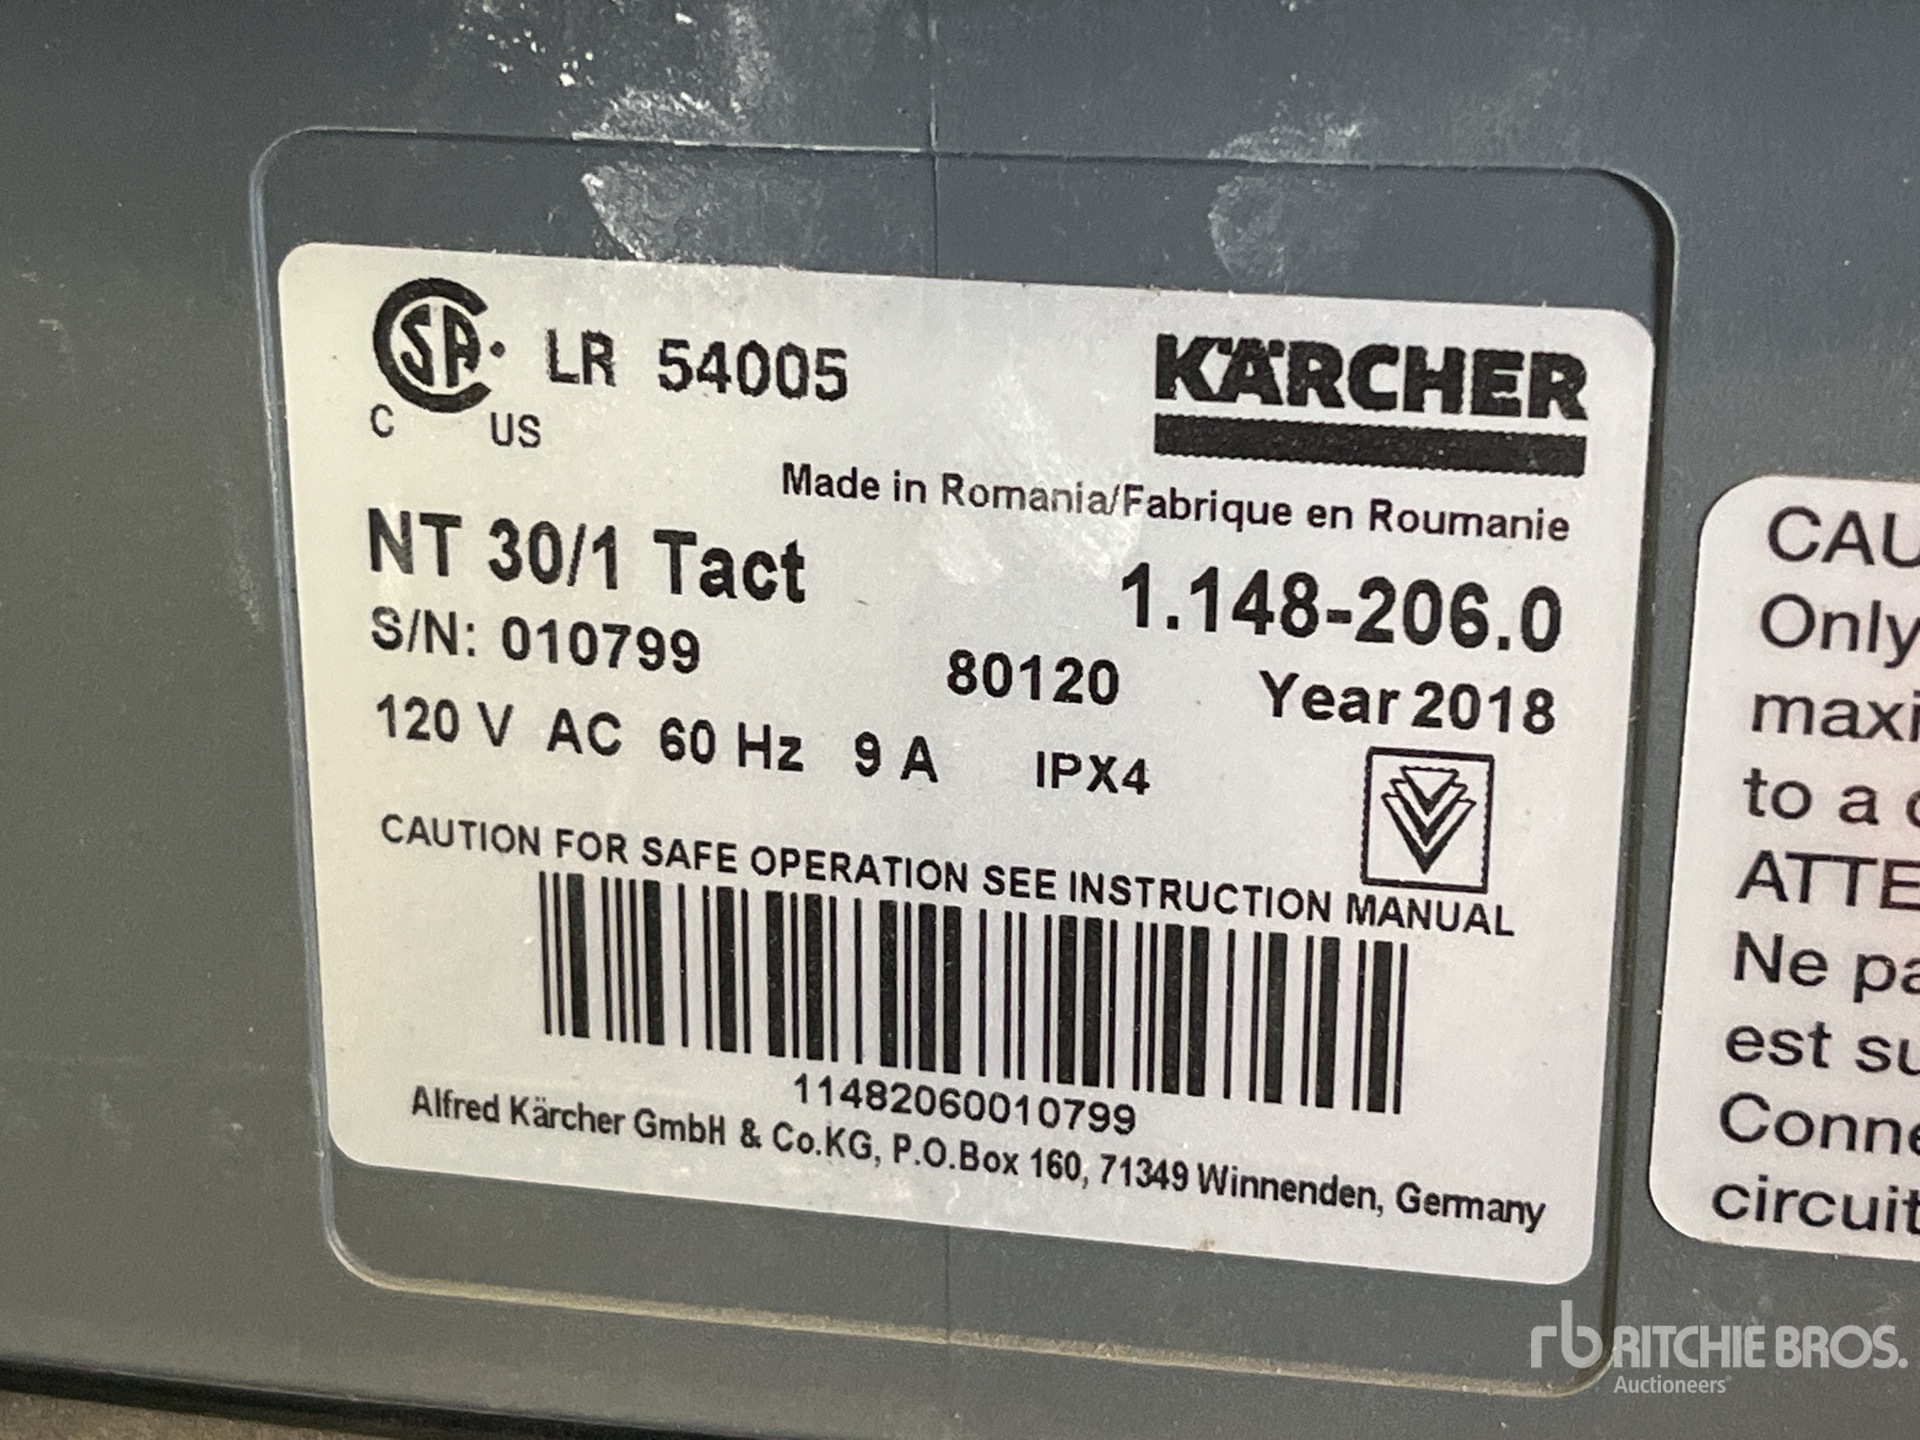 CSA
C US
LR 54005
KÄRCHER
Made in Romania/Fabrique en Roumanie
NT 30/1 Tact 1.148-206.0
S/N: 010799 80120 Year 2018
120 V AC 60 Hz 9 A IPX4
CAUTION FOR SAFE OPERATION SEE INSTRUCTION MANUAL
11482060010799
Alfred Kärcher GmbH & Co.KG, P.O.Box 160, 71349 Winnenden, Germany
CAU
Only
maxi
to a
ATTE
Ne pa
est su
Conne
circuit
rb RITCHIE BROS.
Auctioneers